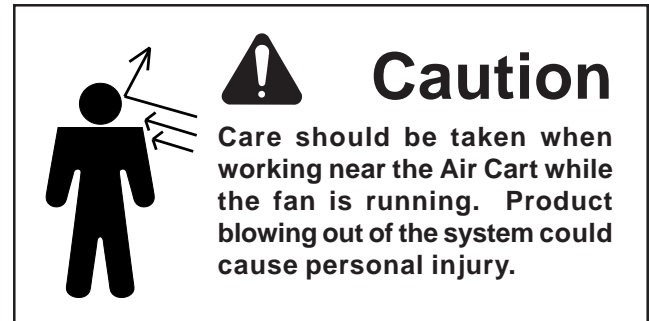 Caution
Care should be taken when
working near the Air Cart while
the fan is running. Product
blowing out of the system could
cause personal injury.